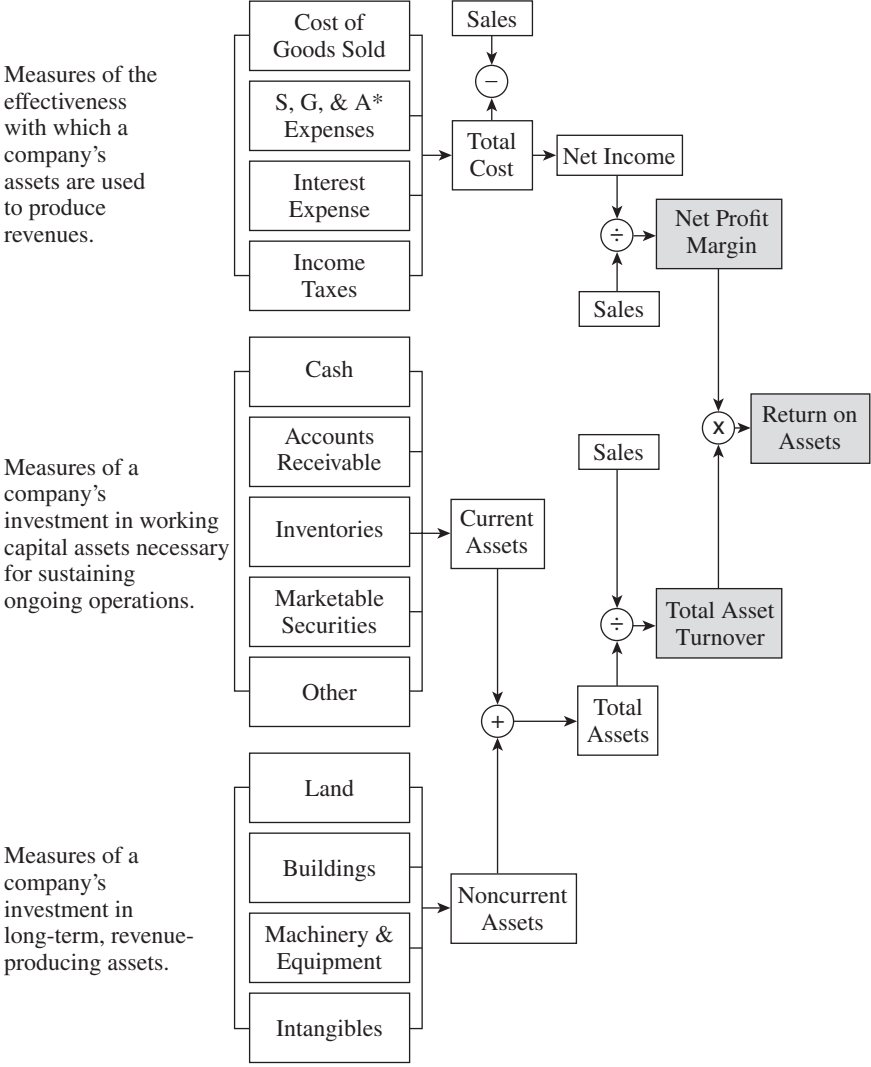 Measures of the
effectiveness
with which a
company's
assets are used
to produce
revenues.
Cost of
Goods Sold
S, G, & A*
Expenses
Interest
Expense
Income
Taxes
Sales
−
Total
Cost
Net Income
÷
Sales
Net Profit
Margin
Measures of a
company's
investment in working
capital assets necessary
for sustaining
ongoing operations.
Cash
Accounts
Receivable
Inventories
Marketable
Securities
Other
Current
Assets
+
Total
Assets
Sales
÷
Total Asset
Turnover
x
Return on
Assets
Measures of a
company's
investment in
long-term, revenue-
producing assets.
Land
Buildings
Machinery &
Equipment
Intangibles
Noncurrent
Assets